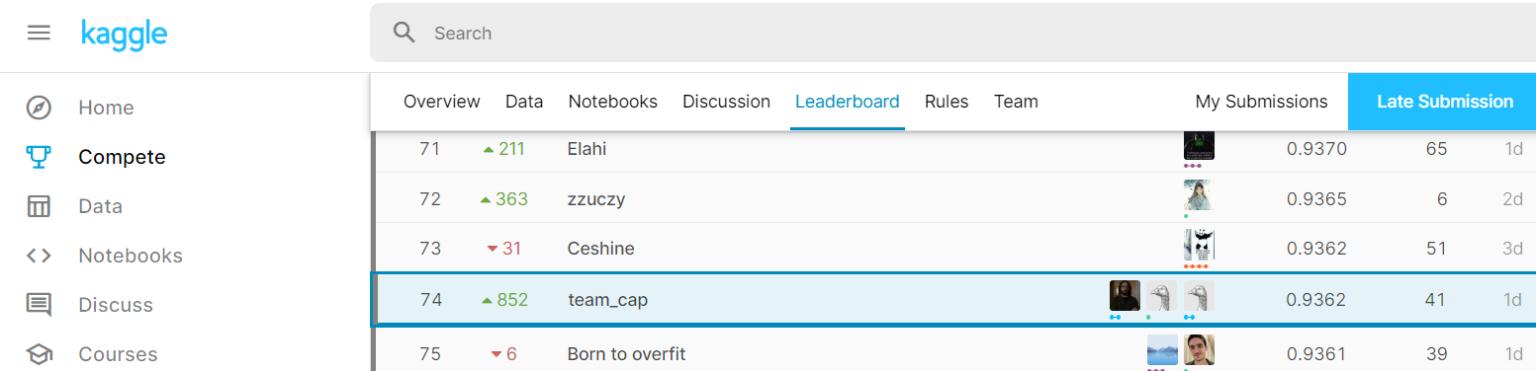 kaggle
Search
Home
Compete
Data
Notebooks
Discuss
Courses
Overview Data Notebooks Discussion Leaderboard Rules Team My Submissions Late Submission
71 211 Elahi 0.9370 65 1d
72 363 zzuczy 0.9365 6 2d
73 31 Ceshine 0.9362 51 3d
74 852 team_cap 0.9362 41 1d
75 6 Born to overfit 0.9361 39 1d